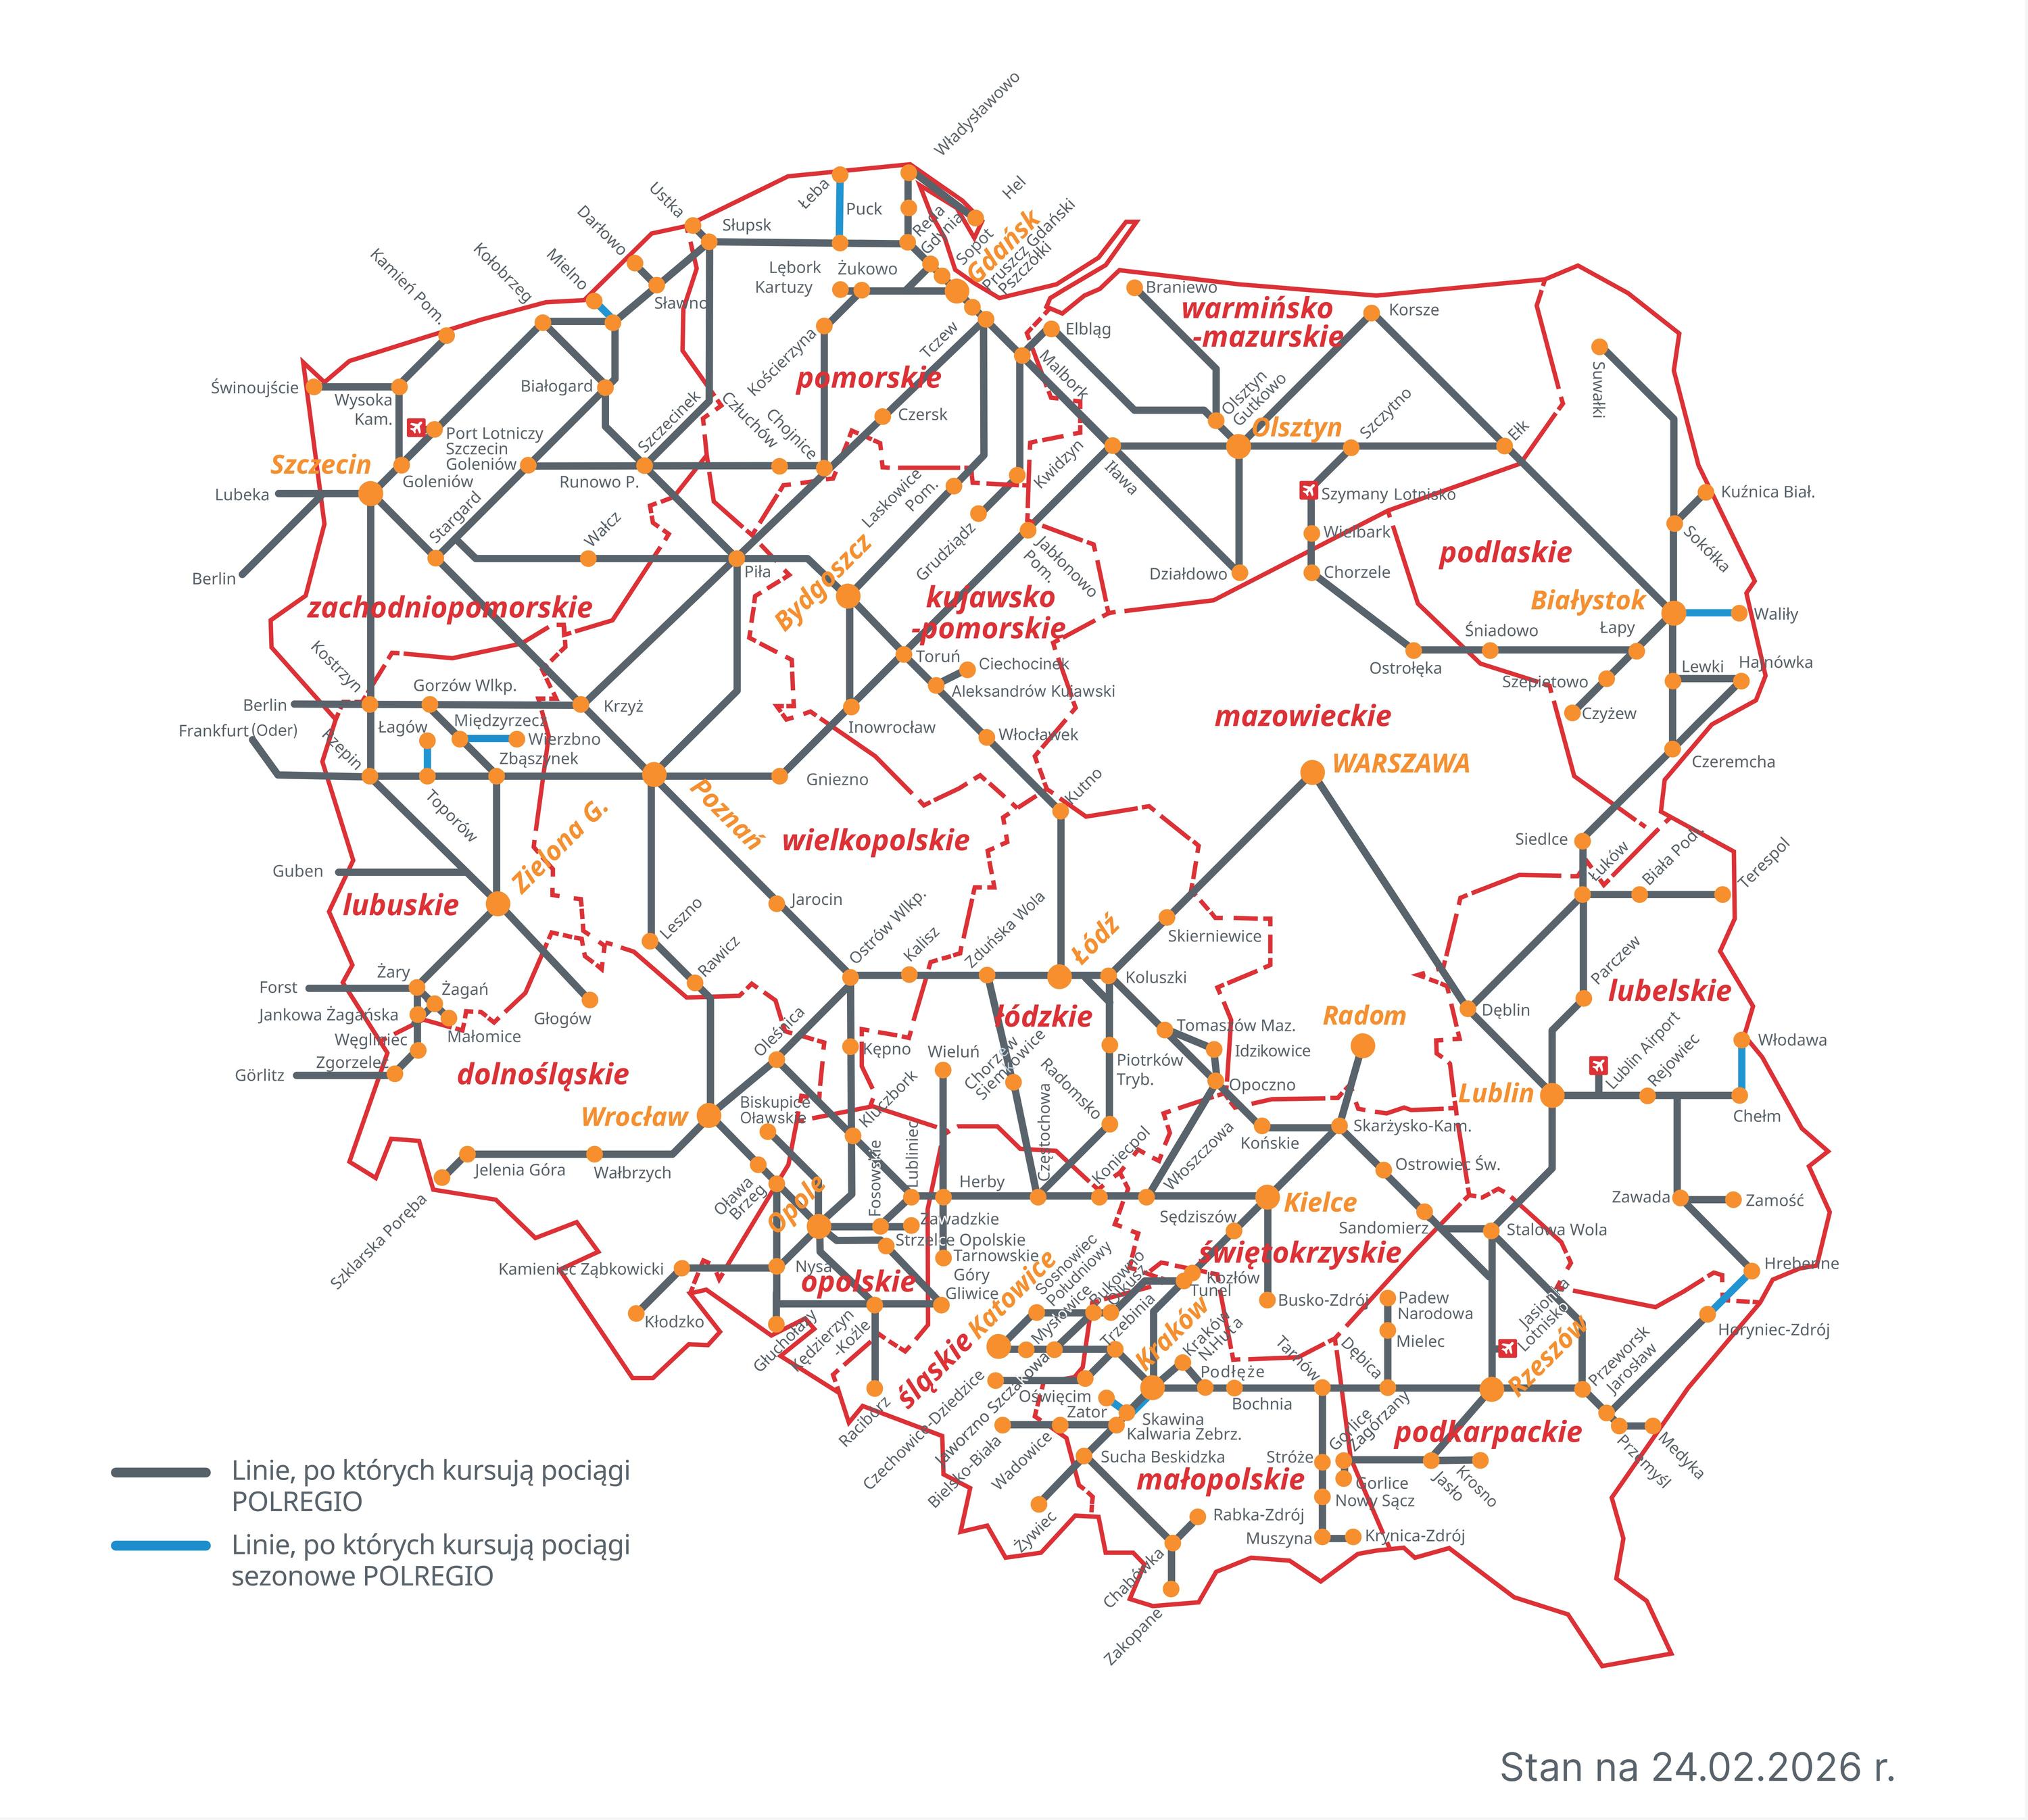 Władysławowo
Hel
Łeba
Puck
Ustka
Słupsk
Reda
Gdynia
Sopot
Gdańsk
Pruszcz Gdański
Pszczółki
Darłowo
Mielno
Sławno
Kołobrzeg
Kamień Pom.
Lębork
Żukowo
Kartuzy
Braniewo
warmińsko
-mazurskie
Korsze
Elbląg
Tczew
Malbork
Kościerzyna
pomorskie
Suwałki
Świnoujście
Wysoka
Kam.
Białogard
Szczecinek
Człuchów
Chojnice
Czersk
Olsztyn
Gutkowo
Olsztyn
Szczytno
Ełk
Port Lotniczy
Szczecin
Goleniów
Goleniów
Szczecin
Runowo P.
Lubeka
Stargard
Wałcz
Laskowice
Pom.
Kwidzyn
Iława
Szymany Lotnisko
Kuźnica Biał.
Wielbark
Sokółka
podlaskie
Berlin
Piła
Bydgoszcz
Grudziądz
Jabłonowo
Pom.
Działdowo
Chorzele
zachodniopomorskie
kujawsko
-pomorskie
Białystok
Waliły
Kostrzyn
Toruń
Ciechocinek
Aleksandrów Kujawski
Ostrołęka
Śniadowo
Łapy
Lewki
Hajnówka
Szepietowo
Czyżew
Berlin
Gorzów Wlkp.
Krzyż
Frankfurt (Oder)
Rzepin
Łagów
Międzyrzecz
Wierzbno
Zbąszynek
Inowrocław
Włocławek
mazowieckie
Czeremcha
WARSZAWA
Toporów
Poznań
Gniezno
Kutno
Zielona G.
wielkopolskie
Siedlce
Łuków
Biała Podl.
Terespol
Guben
lubuskie
Leszno
Jarocin
Ostrów Wlkp.
Kalisz
Zduńska Wola
Łódź
Skierniewice
Rawicz
Koluszki
Parczew
lubelskie
Żary
Forst
Żagań
Jankowa Żagańska
Małomice
Głogów
łódzkie
Tomaszów Maz.
Radom
Dęblin
Węgliniec
Zgorzelec
Görlitz
dolnośląskie
Oleśnica
Kępno
Wieluń
Chorzew
Siemkowice
Radomsko
Piotrków
Tryb.
Idzikowice
Opoczno
Lublin Airport
Rejowiec
Włodawa
Lublin
Chełm
Wrocław
Biskupice
Oławskie
Kluczbork
Częstochowa
Koniecpol
Końskie
Skarżysko-Kam.
Jelenia Góra
Wałbrzych
Oława
Brzeg
Opole
Fosowskie
Lubliniec
Herby
Włoszczowa
Kielce
Ostrowiec Św.
Sandomierz
Stalowa Wola
Zawada
Zamość
Szklarska Poręba
Zawadzkie
Strzelce Opolskie
Tarnowskie
Góry
Sędziszów
świętokrzyskie
Kamieniec Ząbkowicki
Nysa
opolskie
Gliwice
Katowice
Sosnowiec
Południowy
Mysłowice
Bukowno
Olkusz
Kozłów
Tunel
Busko-Zdrój
Padew
Narodowa
Mielec
Jasionka
Lotnisko
Hrebenne
Horyniec-Zdrój
Kłodzko
Głuchołazy
Kędzierzyn
-Koźle
śląskie
Trzebinia
Kraków
Kraków
N.Huta
Tarnów
Dębica
Rzeszów
Przeworsk
Jarosław
Racibórz
Czechowice-Dziedzice
Jaworzno Szczakowa
Oświęcim
Zator
Skawina
Kalwaria Zebrz.
Podłęże
Bochnia
Bielsko-Biała
Wadowice
Sucha Beskidzka
małopolskie
Stróże
Gorlice
Zagórzany
Gorlice
Nowy Sącz
podkarpackie
Jasło
Krosno
Przemyśl
Medyka
Żywiec
Rabka-Zdrój
Muszyna
Krynica-Zdrój
Chabówka
Zakopane
Linie, po których kursują pociągi
POLREGIO
Linie, po których kursują pociągi
sezonowe POLREGIO
Stan na 24.02.2026 r.